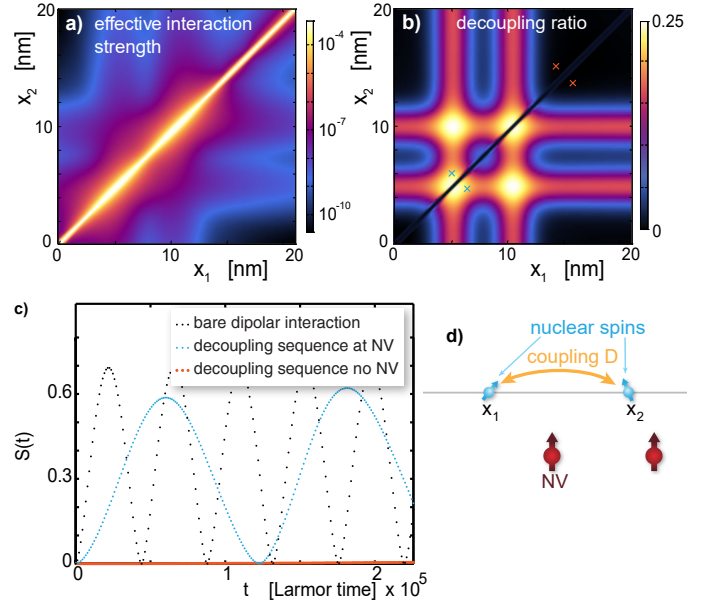 a) effective interaction
strength
x2 [nm]
20
10
0
0
10
20
x1 [nm]
10^-4
10^-7
10^-10
b) decoupling ratio
x2 [nm]
20
10
0
0
10
20
x1 [nm]
0.25
0
c)
bare dipolar interaction
decoupling sequence at NV
decoupling sequence no NV
S(t)
0.6
0.3
0
0 1 2 x 10^5
t [Larmor time]
d)
nuclear spins
coupling D
x1 x2
NV